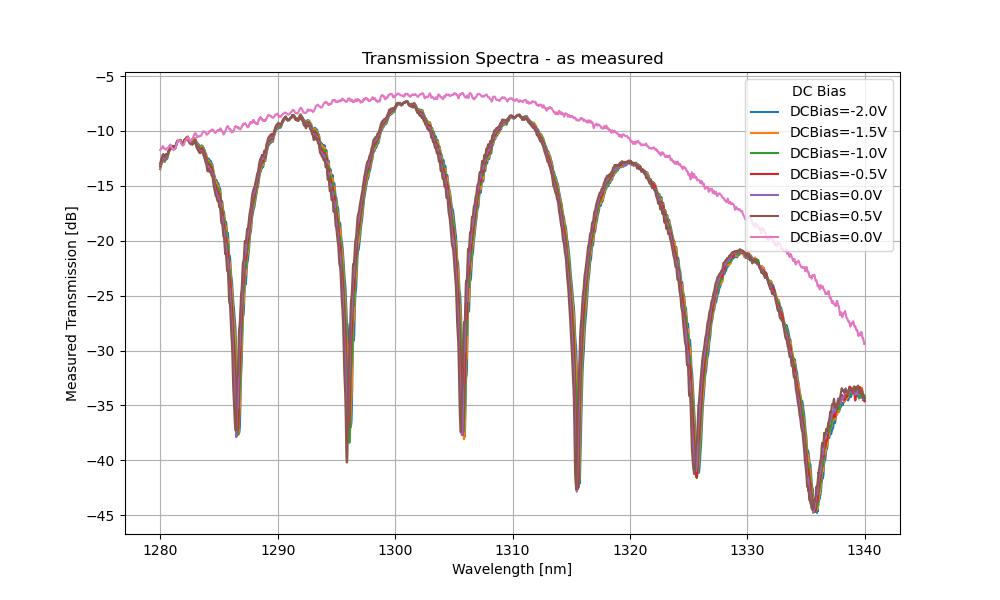 Transmission Spectra - as measured
Measured Transmission [dB]
−5
−10
−15
−20
−25
−30
−35
−40
−45
DC Bias
DCBias=-2.0V
DCBias=-1.5V
DCBias=-1.0V
DCBias=-0.5V
DCBias=0.0V
DCBias=0.5V
DCBias=0.0V
1280 1290 1300 1310 1320 1330 1340
Wavelength [nm]